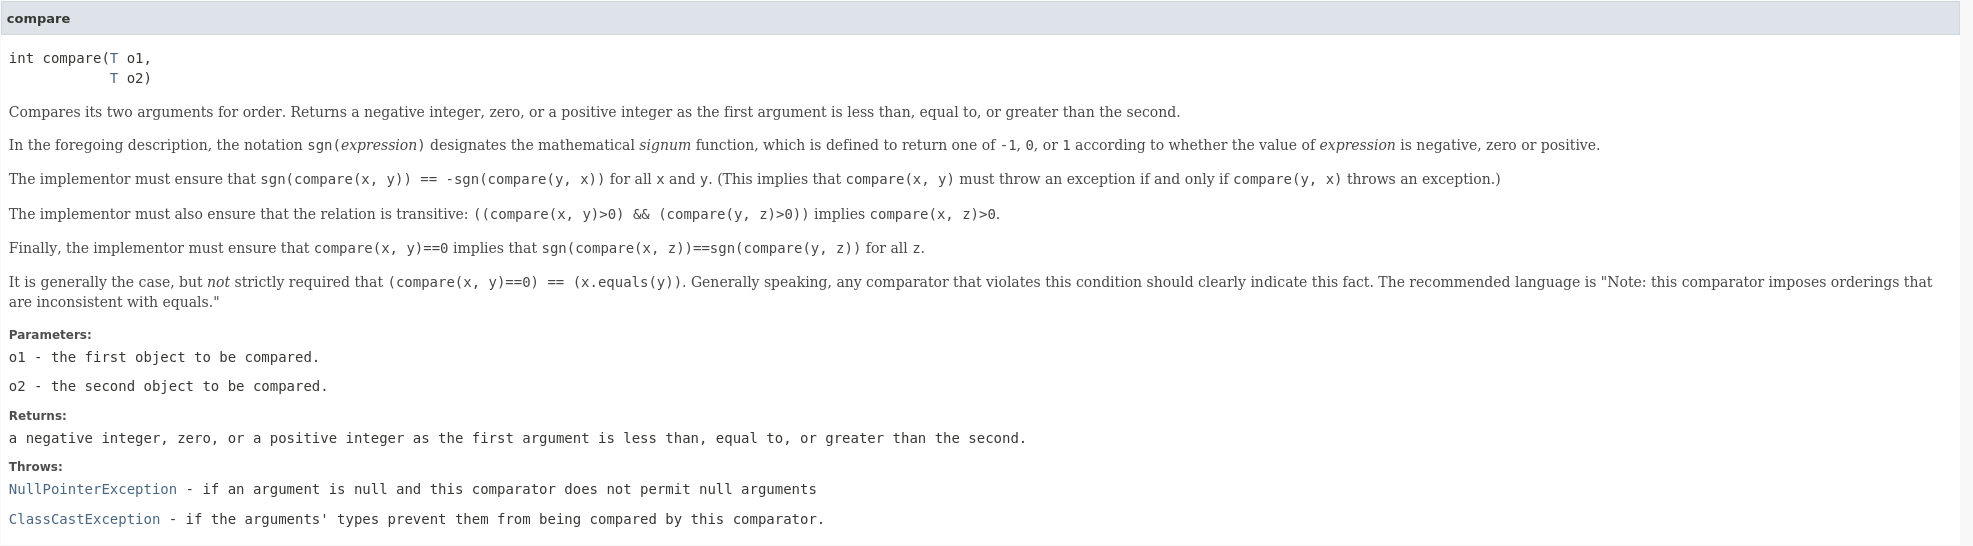 compare
int compare(T o1,
            T o2)
Compares its two arguments for order. Returns a negative integer, zero, or a positive integer as the first argument is less than, equal to, or greater than the second.
In the foregoing description, the notation sgn(expression) designates the mathematical signum function, which is defined to return one of -1, 0, or 1 according to whether the value of expression is negative, zero or positive.
The implementor must ensure that sgn(compare(x, y)) == -sgn(compare(y, x)) for all x and y. (This implies that compare(x, y) must throw an exception if and only if compare(y, x) throws an exception.)
The implementor must also ensure that the relation is transitive: ((compare(x, y)>0) && (compare(y, z)>0)) implies compare(x, z)>0.
Finally, the implementor must ensure that compare(x, y)==0 implies that sgn(compare(x, z))==sgn(compare(y, z)) for all z.
It is generally the case, but not strictly required that (compare(x, y)==0) == (x.equals(y)). Generally speaking, any comparator that violates this condition should clearly indicate this fact. The recommended language is "Note: this comparator imposes orderings that
are inconsistent with equals."
Parameters:
o1 - the first object to be compared.
o2 - the second object to be compared.
Returns:
a negative integer, zero, or a positive integer as the first argument is less than, equal to, or greater than the second.
Throws:
NullPointerException - if an argument is null and this comparator does not permit null arguments
ClassCastException - if the arguments' types prevent them from being compared by this comparator.